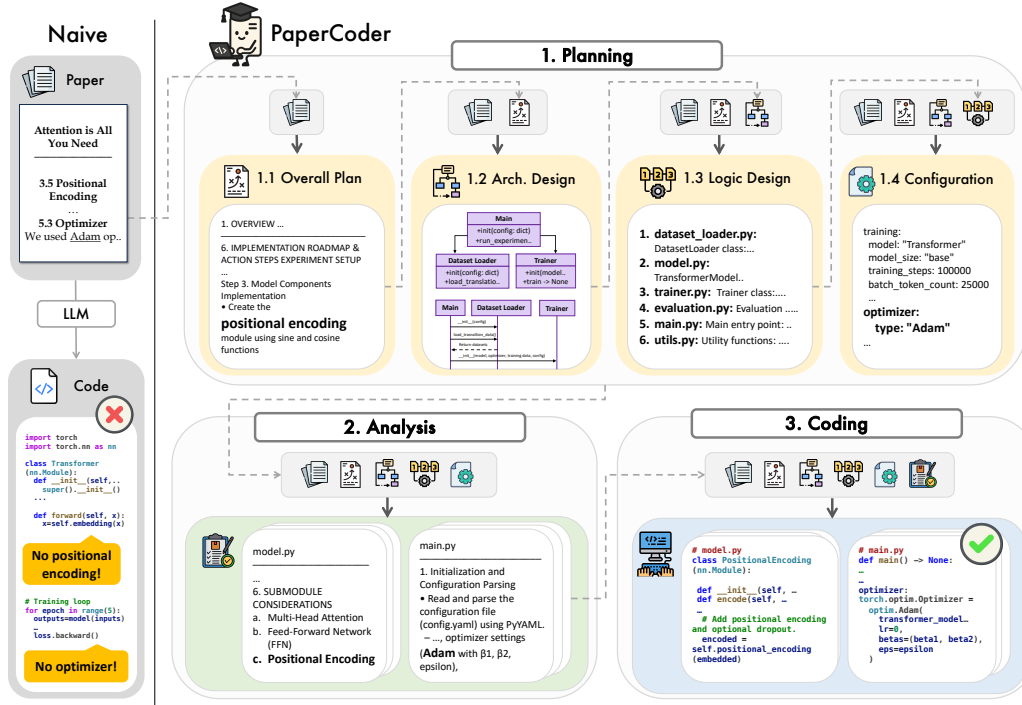 Naive
Paper
Attention is All
You Need
3.5 Positional
Encoding
...
5.3 Optimizer
We used Adam op..
LLM
Code
import torch
import torch.nn as nn
class Transformer
(nn.Module):
def __init__(self,..
super().__init__()
...
def forward(self, x):
x=self.embedding(x)
No positional
encoding!
# Training loop
for epoch in range(5):
outputs=model(inputs)
…
loss.backward()
No optimizer!
PaperCoder
1. Planning
1.1 Overall Plan
1. OVERVIEW ...
6. IMPLEMENTATION ROADMAP &
ACTION STEPS EXPERIMENT SETUP
...
Step 3. Model Components
Implementation
• Create the
positional encoding
module using sine and cosine
functions
1.2 Arch. Design
Main
+init(config: dict)
+run_experimen..
Dataset Loader
+init(config: dict)
+load_translatio..
Trainer
+init(model..
+train -> None
Main
Dataset Loader
Trainer
__init__(config)
Return datasets
__init__(model, optimizer, training data, config)
1.3 Logic Design
1. dataset_loader.py:
DatasetLoader class:...
2. model.py:
TransformerModel..
3. trainer.py: Trainer class:....
4. evaluation.py: Evaluation .....
5. main.py: Main entry point: ..
6. utils.py: Utility functions: ....
1.4 Configuration
training:
model: "Transformer"
model_size: "base"
training_steps: 100000
batch_token_count: 25000
...
optimizer:
type: "Adam"
...
2. Analysis
model.py
...
6. SUBMODULE
CONSIDERATIONS
a. Multi-Head Attention
b. Feed-Forward Network
(FFN)
c. Positional Encoding
main.py
1. Initialization and
Configuration Parsing
• Read and parse the
configuration file
(config.yaml) using PyYAML.
– ..., optimizer settings
(Adam with β1, β2,
epsilon),
3. Coding
# model.py
class PositionalEncoding
(nn.Module):
def __init__(self, …
def encode(self, …
…
# Add positional encoding
and optional dropout.
encoded =
self.positional_encoding
(embedded)
# main.py
def main() -> None:
…
…
optimizer:
torch.optim.Optimizer =
optim.Adam(
transformer_model…
lr=0,
betas=(beta1, beta2),
eps=epsilon
)